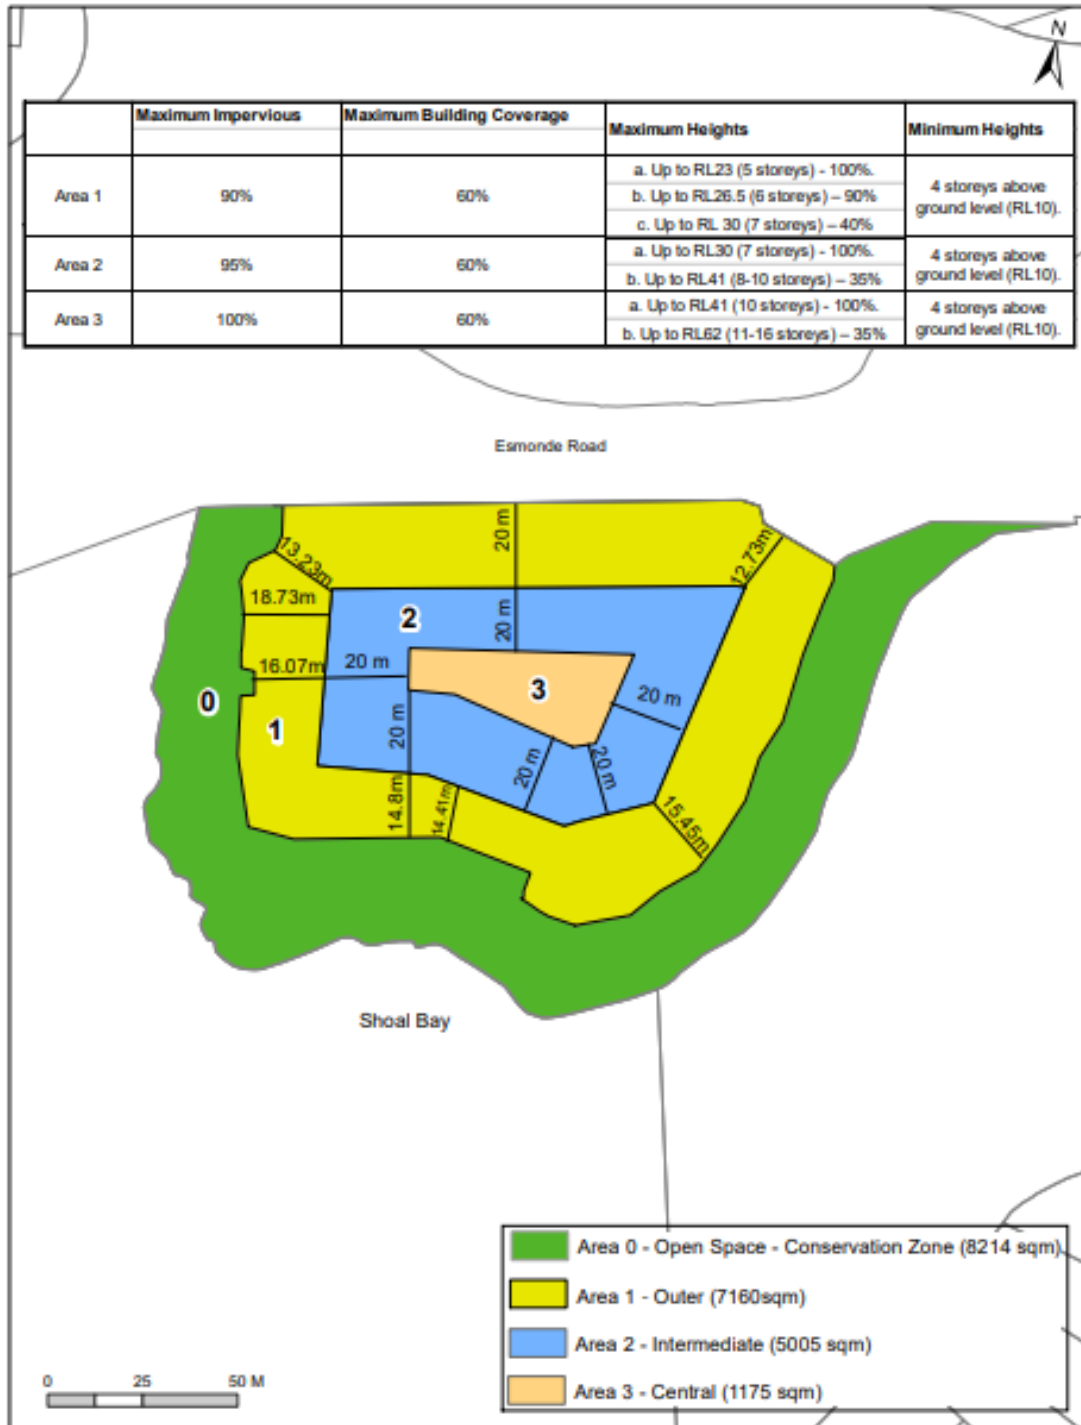 N
Maximum Impervious Maximum Building Coverage Maximum Heights Minimum Heights
Area 1 90% 60% a. Up to RL23 (5 storeys) - 100%.
b. Up to RL26.5 (6 storeys) – 90%
c. Up to RL 30 (7 storeys) – 40%
4 storeys above
ground level (RL10).
Area 2 95% 60% a. Up to RL30 (7 storeys) - 100%.
b. Up to RL41 (8-10 storeys) – 35%
4 storeys above
ground level (RL10).
Area 3 100% 60% a. Up to RL41 (10 storeys) - 100%.
b. Up to RL62 (11-16 storeys) – 35%
4 storeys above
ground level (RL10).
Esmonde Road
20 m
13.23m
12.73m
18.73m
2
20 m
16.07m
20 m
3
20 m
0
1
20 m
20 m
20 m
14.8m
14.41m
15.45m
Shoal Bay
Area 0 - Open Space - Conservation Zone (8214 sqm)
Area 1 - Outer (7160sqm)
Area 2 - Intermediate (5005 sqm)
Area 3 - Central (1175 sqm)
0 25 50 M